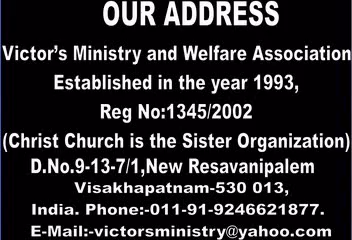 OUR ADDRESS
Victor's Ministry and Welfare Association
Established in the year 1993,
Reg No:1345/2002
(Christ Church is the Sister Organization)
D.No.9-13-7/1,New Resavanipalem
Visakhapatnam-530 013,
India. Phone:-011-91-9246621877.
E-Mail:-victorsministry@yahoo.com